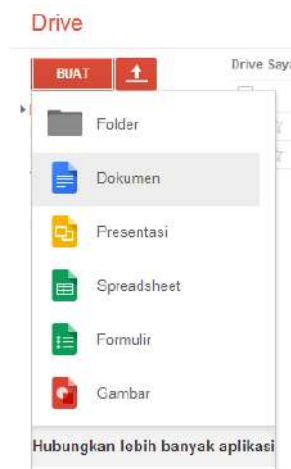 Drive
BUAT
Drive Saya
Folder
Dokumen
Presentasi
Spreadsheet
Formulir
Gambar
Hubungkan lebih banyak aplikasi